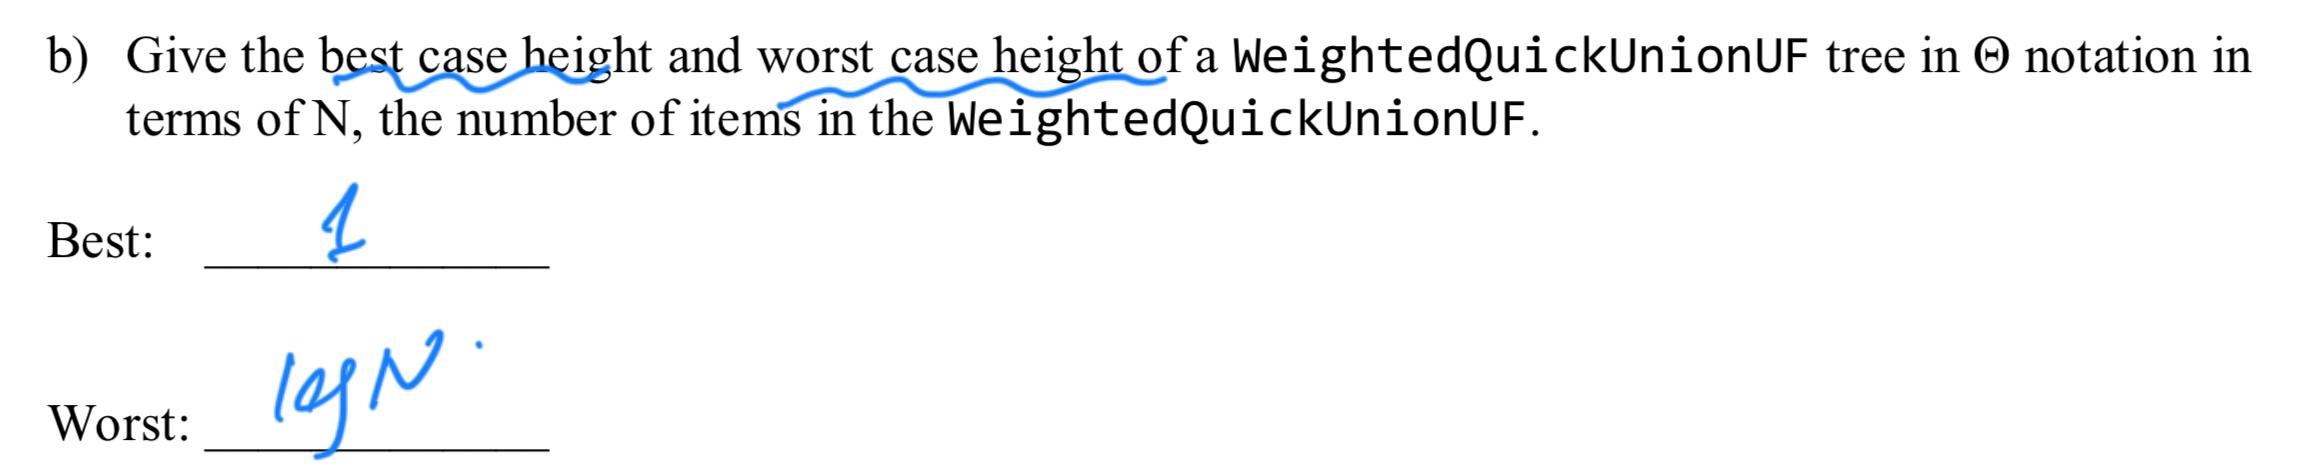 b) Give the best case height and worst case height of a WeightedQuickUnionUF tree in Θ notation in
terms of N, the number of items in the WeightedQuickUnionUF.
Best: 1
Worst: logN.